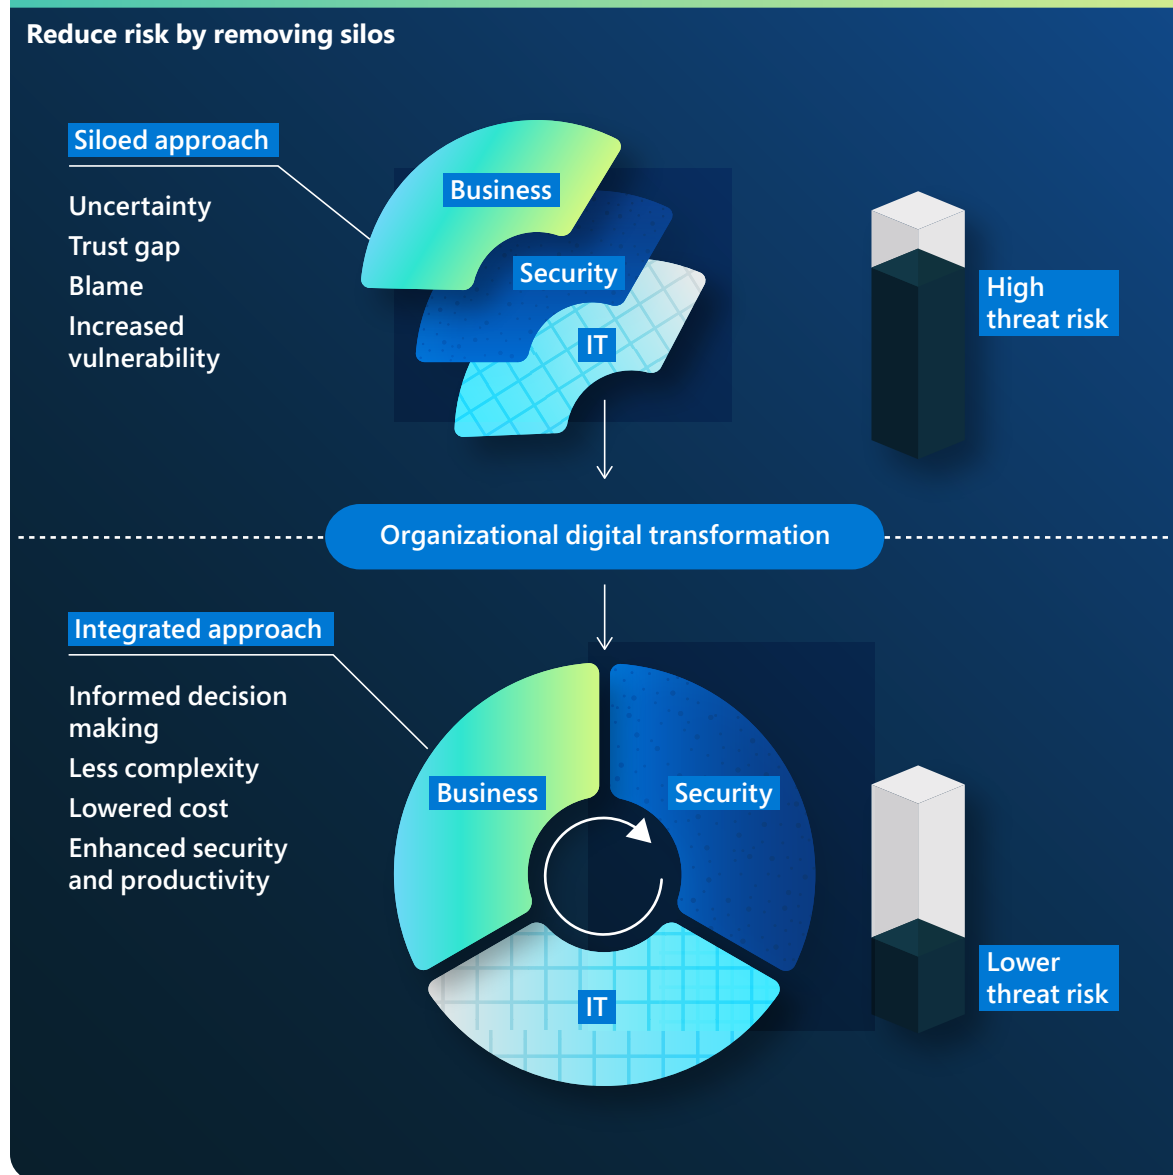 Reduce risk by removing silos
Siloed approach
Uncertainty
Trust gap
Blame
Increased
vulnerability
Business
Security
IT
High
threat risk
Organizational digital transformation
Integrated approach
Informed decision
making
Less complexity
Lowered cost
Enhanced security
and productivity
Business
Security
IT
Lower
threat risk